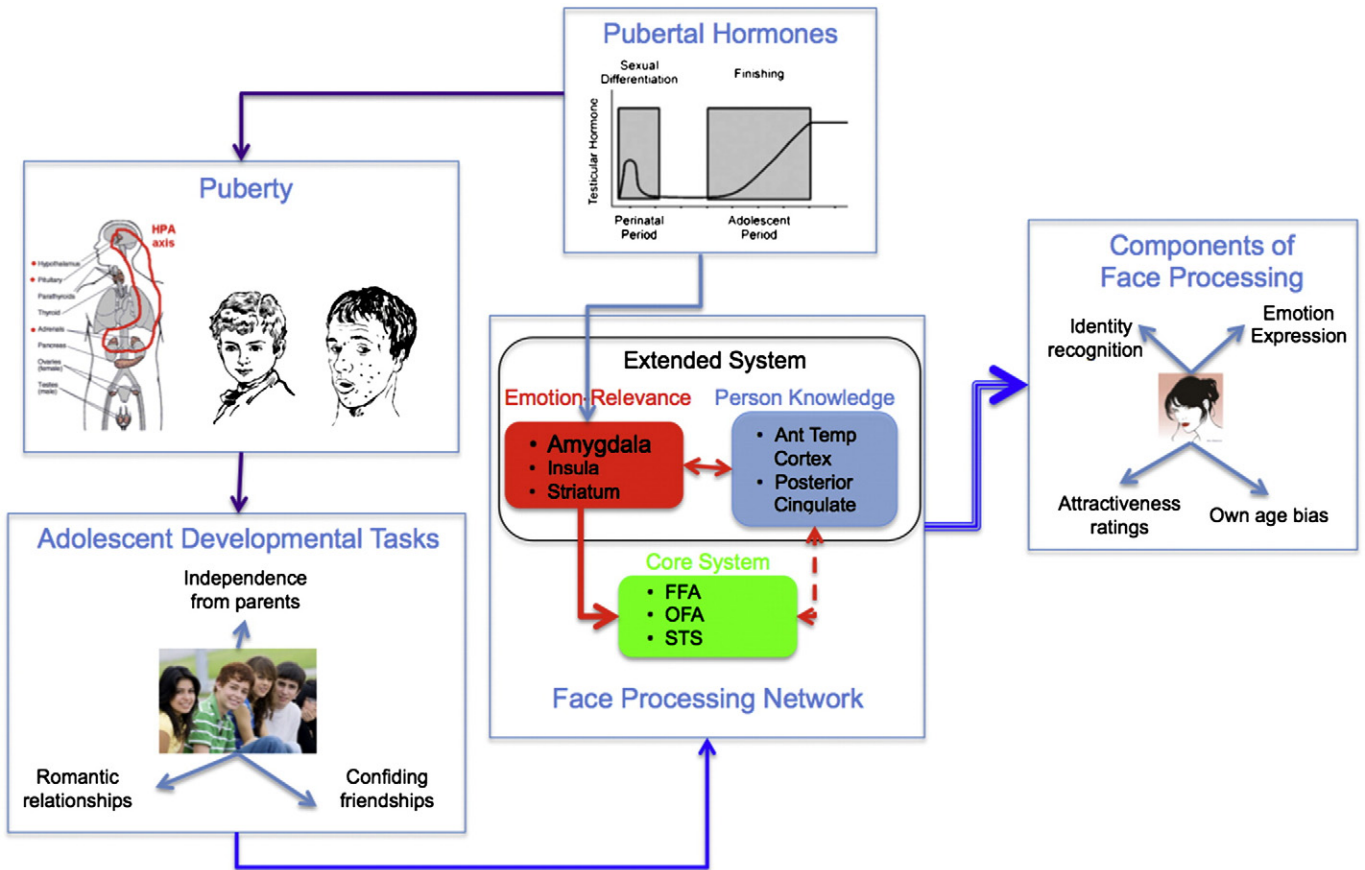 Pubertal Hormones
Sexual
Differentiation
Finishing
Testicular Hormone
Perinatal
Period
Adolescent
Period
Puberty
HPA
axis
Hypothalamus
Pituitary
Parathyroids
Thyroid
Adrenals
Pancreas
Ovaries
(female)
Testes
(male)
Adolescent Developmental Tasks
Independence
from parents
Romantic
relationships
Confiding
friendships
Extended System
Emotion-Relevance
• Amygdala
• Insula
• Striatum
Person Knowledge
• Ant Temp
Cortex
• Posterior
Cingulate
Core System
• FFA
• OFA
• STS
Face Processing Network
Components of
Face Processing
Identity
recognition
Emotion
Expression
Attractiveness
ratings
Own age bias